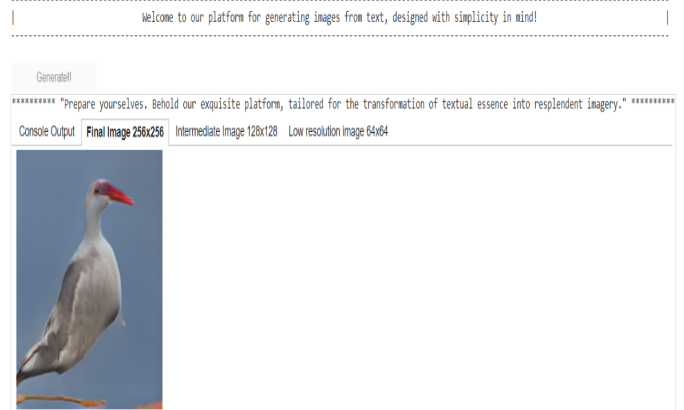 | Welcome to our platform for generating images from text, designed with simplicity in mind! |
Generate!!
********** "Prepare yourselves. Behold our exquisite platform, tailored for the transformation of textual essence into resplendent imagery." **********
Console Output Final Image 256x256 Intermediate Image 128x128 Low resolution image 64x64